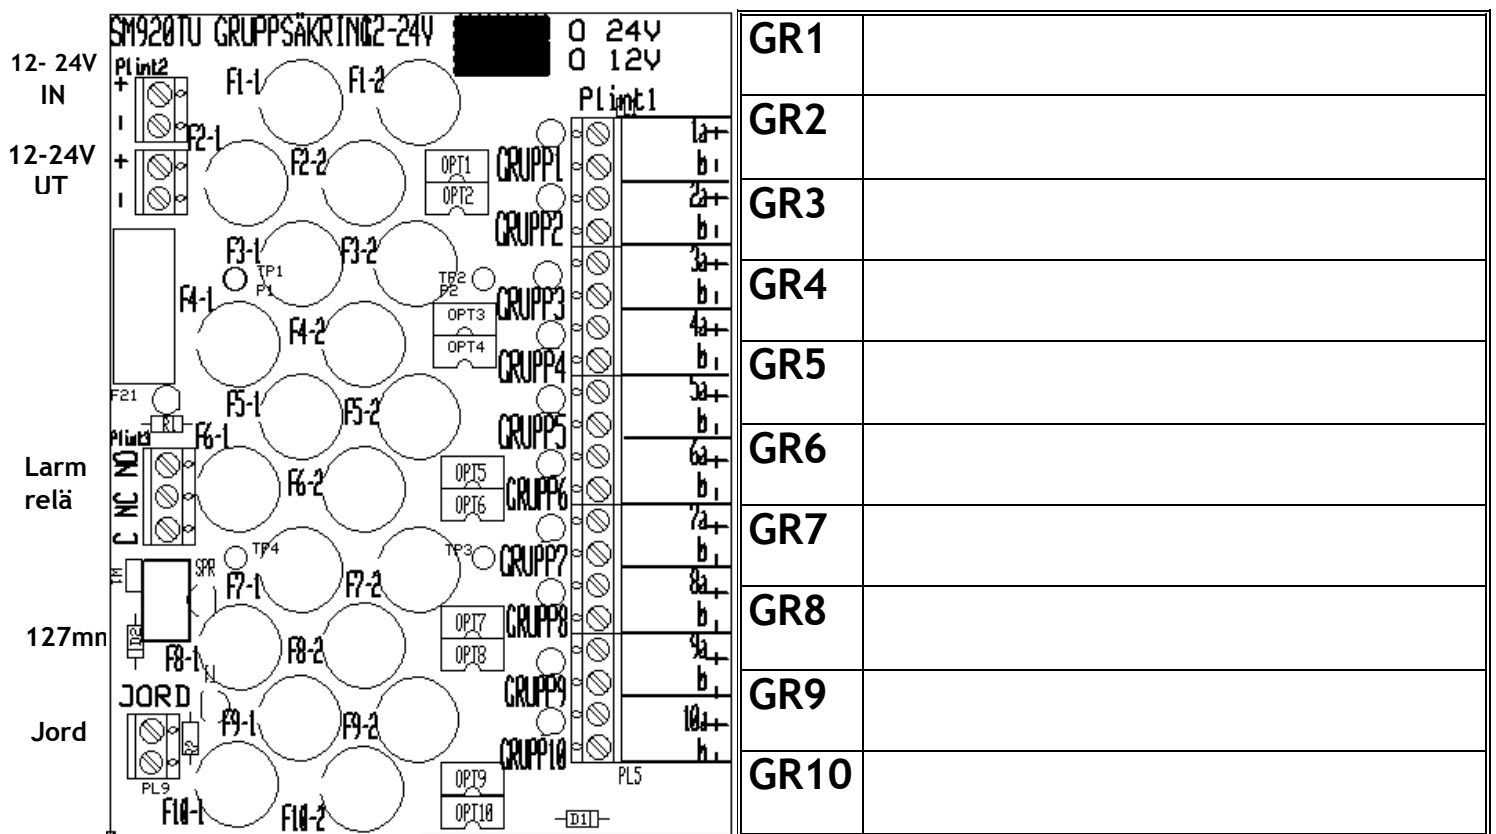 SM920TU GRUPPSÄKRING12-24V
24V
12V
12- 24V
IN
Plint2
+
-
12-24V
UT
+
-
Plint1
F1-1
F1-2
F2-1
F2-2
F3-1
F3-2
F4-1
F4-2
F5-1
F5-2
F6-1
F6-2
F7-1
F7-2
F8-1
F8-2
F9-1
F9-2
F10-1
F10-2
TP1
P1
TP2
P2
TP4
TP3
OPT1
OPT2
OPT3
OPT4
OPT5
OPT6
OPT7
OPT8
OPT9
OPT10
GRUPP1
GRUPP2
GRUPP3
GRUPP4
GRUPP5
GRUPP6
GRUPP7
GRUPP8
GRUPP9
GRUPP10
1a+
b-
2a+
b-
3a+
b-
4a+
b-
5a+
b-
6a+
b-
7a+
b-
8a+
b-
9a+
b-
10a+
b-
F21
R1
Plint3
Larm
relä
C NC NO
SPR
D2
127mm
JORD
Jord
PL9
PL5
D1
GR1
GR2
GR3
GR4
GR5
GR6
GR7
GR8
GR9
GR10